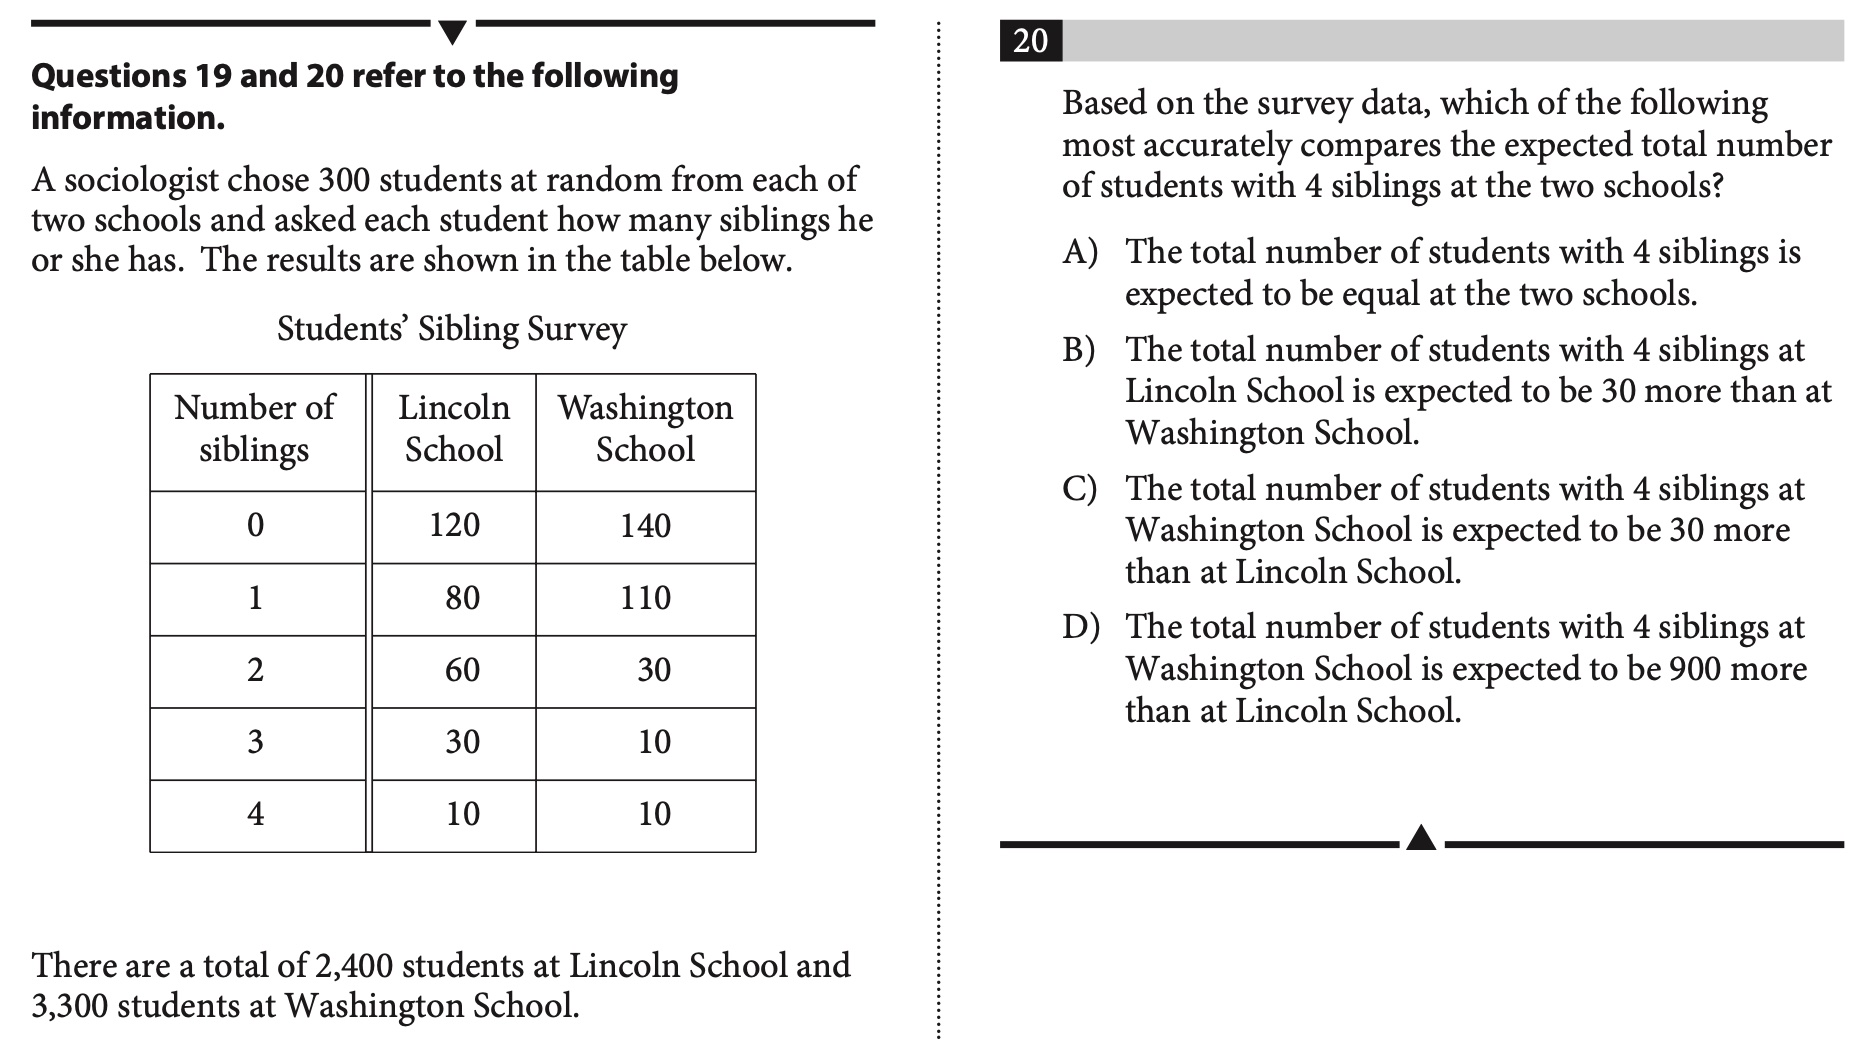 Questions 19 and 20 refer to the following
information.
A sociologist chose 300 students at random from each of
two schools and asked each student how many siblings he
or she has. The results are shown in the table below.
Students’ Sibling Survey
Number of siblings Lincoln School Washington School
0 120 140
1 80 110
2 60 30
3 30 10
4 10 10
There are a total of 2,400 students at Lincoln School and
3,300 students at Washington School.
20
Based on the survey data, which of the following
most accurately compares the expected total number
of students with 4 siblings at the two schools?
A) The total number of students with 4 siblings is
expected to be equal at the two schools.
B) The total number of students with 4 siblings at
Lincoln School is expected to be 30 more than at
Washington School.
C) The total number of students with 4 siblings at
Washington School is expected to be 30 more
than at Lincoln School.
D) The total number of students with 4 siblings at
Washington School is expected to be 900 more
than at Lincoln School.